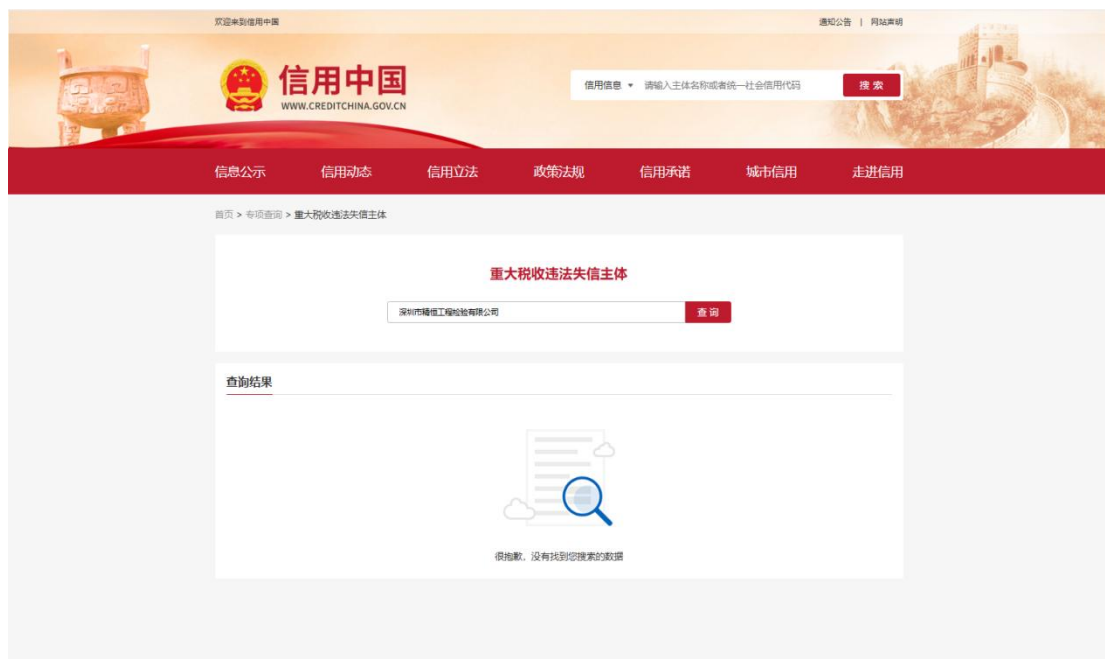 欢迎来到信用中国
通知公告 | 网站声明
信用中国
WWW.CREDITCHINA.GOV.CN
信用信息 请输入主体名称或者统一社会信用代码 搜索
信息公示 信用动态 信用立法 政策法规 信用承诺 城市信用 走进信用
首页 > 专项查询 > 重大税收违法失信主体
重大税收违法失信主体
深圳市精恒工程检验有限公司 查询
查询结果
很抱歉，没有找到您搜索的数据